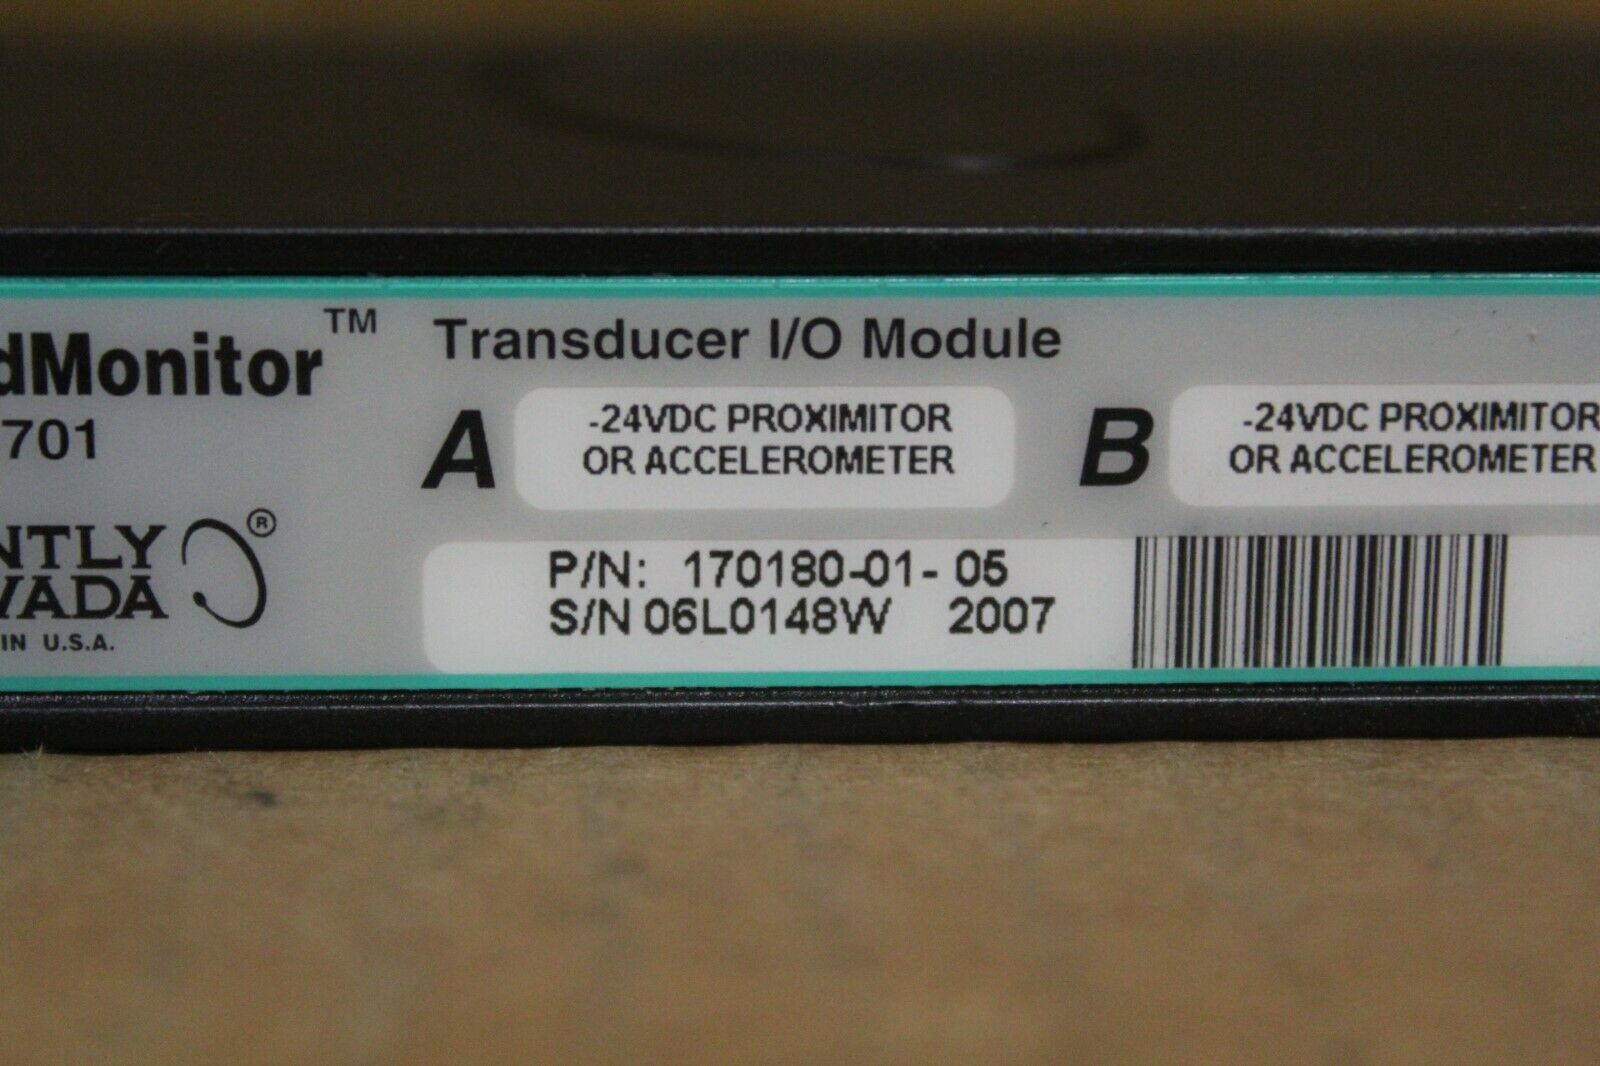 dMonitor™ Transducer I/O Module
701
A -24VDC PROXIMITOR
OR ACCELEROMETER
B -24VDC PROXIMITOR
OR ACCELEROMETER
NTLY ®
VADA
IN U.S.A.
P/N: 170180-01- 05
S/N 06L0148W 2007